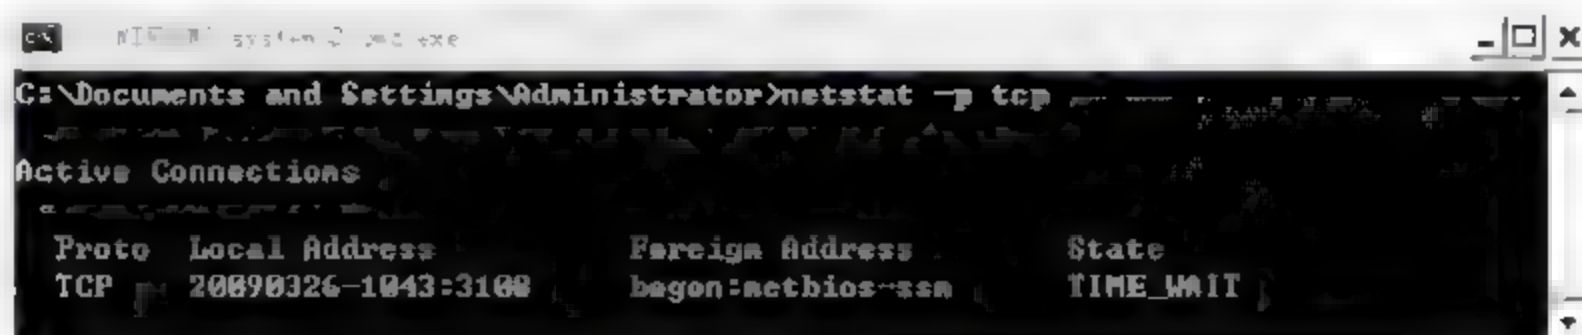 C:\Documents and Settings\Administrator>netstat -p tcp
Active Connections
Proto Local Address Foreign Address State
TCP 20090326-1043:3108 begon:netbios-ssn TIME_WAIT